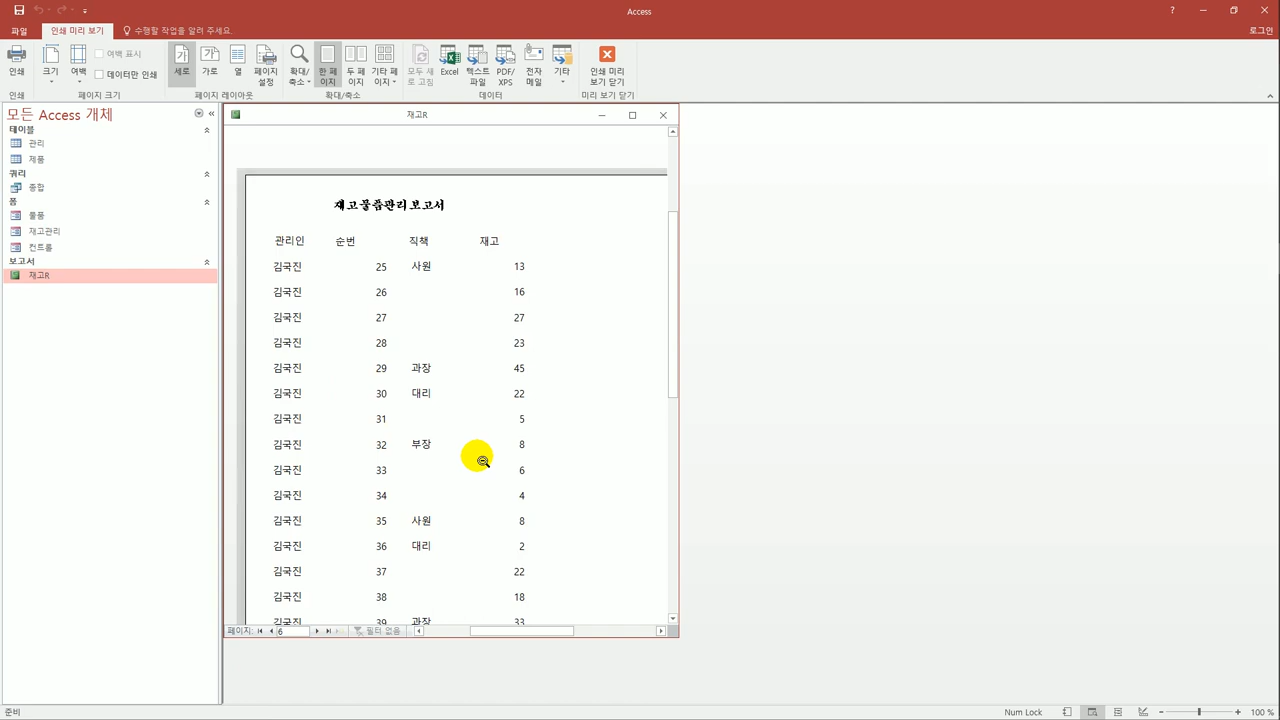 Access
로그인
파일
인쇄 미리 보기
수행할 작업을 알려 주세요.
인쇄
크기
여백
여백 표시
데이터만 인쇄
세로
가로
열
페이지 설정
확대/축소
한 페이지
두 페이지
기타 페이지
모두 새로 고침
Excel
텍스트 파일
PDF/XPS
전자 메일
기타
인쇄 미리 보기 닫기
인쇄
페이지 크기
페이지 레이아웃
확대/축소
데이터
미리 보기 닫기
모든 Access 개체
테이블
관리
제품
쿼리
종합
폼
물품
재고관리
컨트롤
보고서
재고R
재고R
재고물품관리 보고서
관리인 순번 직책 재고
김국진 25 사원 13
김국진 26 16
김국진 27 27
김국진 28 23
김국진 29 과장 45
김국진 30 대리 22
김국진 31 5
김국진 32 부장 8
김국진 33 6
김국진 34 4
김국진 35 사원 8
김국진 36 대리 2
김국진 37 22
김국진 38 18
김국진 39 과장 33
페이지: 6 필터 없음
준비
Num Lock
100 %